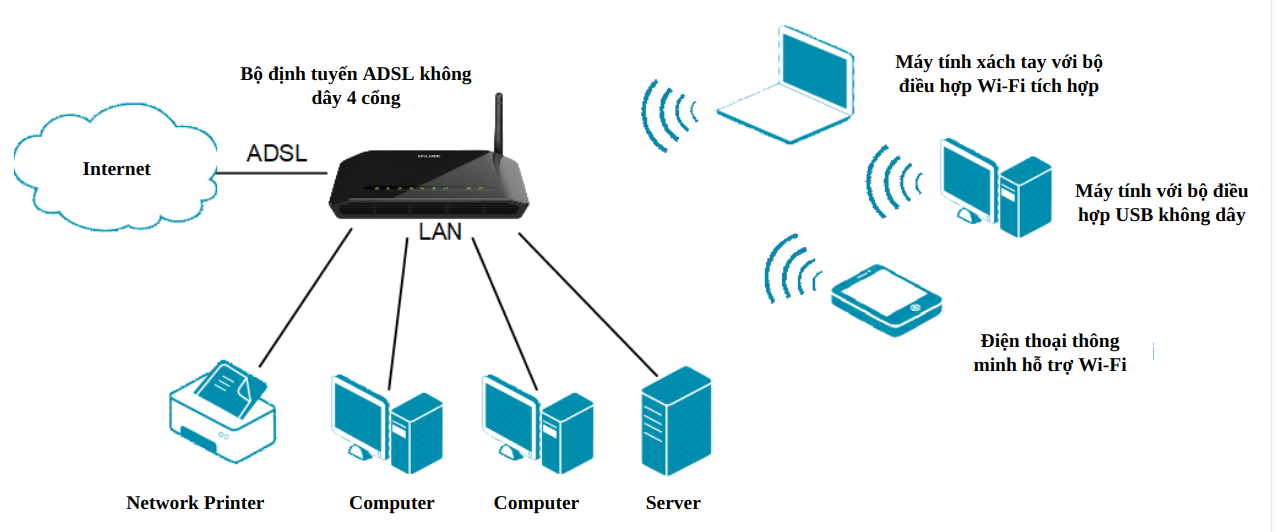 Bộ định tuyến ADSL không
dây 4 cổng
Máy tính xách tay với bộ
điều hợp Wi-Fi tích hợp
Internet
ADSL
LAN
Máy tính với bộ điều
hợp USB không dây
Điện thoại thông
minh hỗ trợ Wi-Fi
Network Printer
Computer
Computer
Server